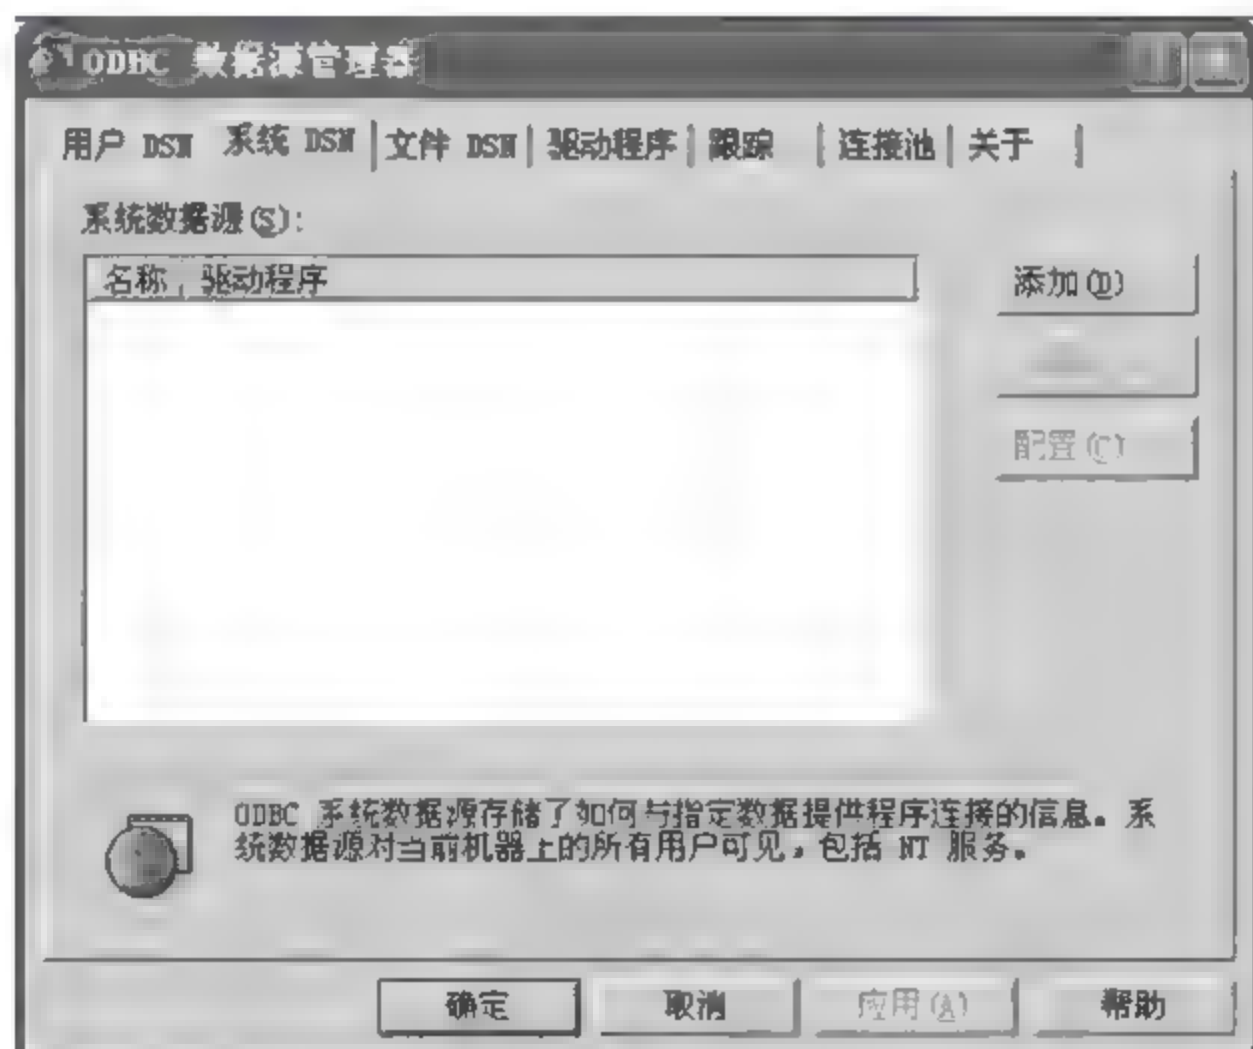 ODBC 数据源管理器
用户 DSN 系统 DSN 文件 DSN 驱动程序 跟踪 连接池 关于
系统数据源(S):
名称 驱动程序
添加(D)
配置(C)
ODBC 系统数据源存储了如何与指定数据提供程序连接的信息。系
统数据源对当前机器上的所有用户可见,包括 NT 服务。
确定 取消 应用(A) 帮助